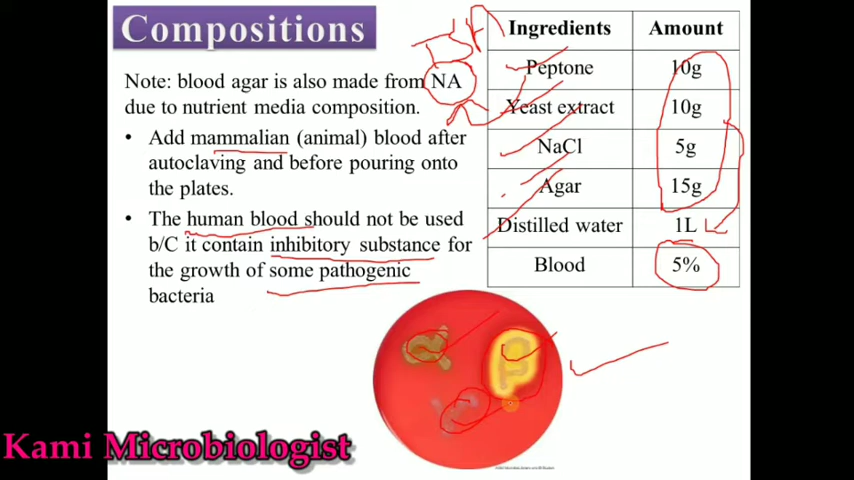 Compositions
Note: blood agar is also made from NA
due to nutrient media composition.
• Add mammalian (animal) blood after
autoclaving and before pouring onto
the plates.
• The human blood should not be used
b/C it contain inhibitory substance for
the growth of some pathogenic
bacteria
Ingredients Amount
Peptone 10g
Yeast extract 10g
NaCl 5g
Agar 15g
Distilled water 1L
Blood 5%
Kami Microbiologist